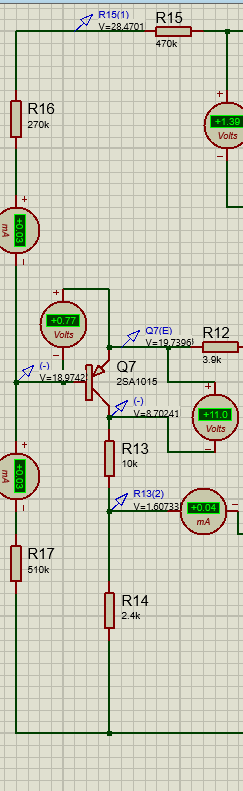 R15(1)
V=28.4701
R15
470k
R16
270k
+
+1.39
Volts
−
+
+0.03
mA
−
+
+0.77
Volts
−
Q7(E)
V=19.7396
R12
3.9k
(-)
V=18.9742
Q7
2SA1015
(-)
V=8.70241
+
+11.0
Volts
−
R13
10k
+
+0.03
mA
−
R13(2)
V=1.60733
+0.04
mA
−
R17
510k
R14
2.4k